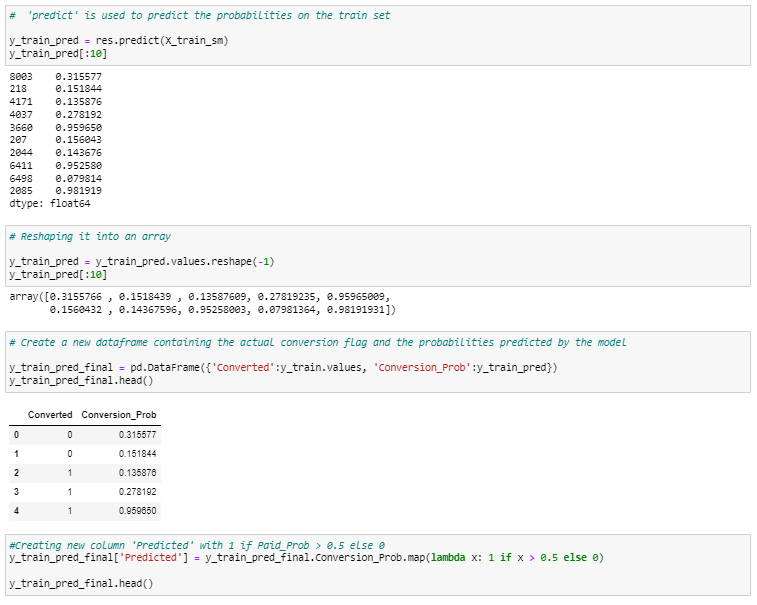 #  'predict' is used to predict the probabilities on the train set
y_train_pred = res.predict(X_train_sm)
y_train_pred[:10]
8003    0.315577
218     0.151844
4171    0.135876
4037    0.278192
3660    0.959650
207     0.156043
2044    0.143676
6411    0.952580
6498    0.079814
2085    0.981919
dtype: float64
# Reshaping it into an array
y_train_pred = y_train_pred.values.reshape(-1)
y_train_pred[:10]
array([0.3155766 , 0.1518439 , 0.13587609, 0.27819235, 0.95965009,
       0.1560432 , 0.14367596, 0.95258003, 0.07981364, 0.98191931])
# Create a new dataframe containing the actual conversion flag and the probabilities predicted by the model
y_train_pred_final = pd.DataFrame({'Converted':y_train.values, 'Conversion_Prob':y_train_pred})
y_train_pred_final.head()
Converted Conversion_Prob
0 0 0.315577
1 0 0.151844
2 1 0.135876
3 1 0.278192
4 1 0.959650
#Creating new column 'Predicted' with 1 if Paid_Prob > 0.5 else 0
y_train_pred_final['Predicted'] = y_train_pred_final.Conversion_Prob.map(lambda x: 1 if x > 0.5 else 0)
y_train_pred_final.head()